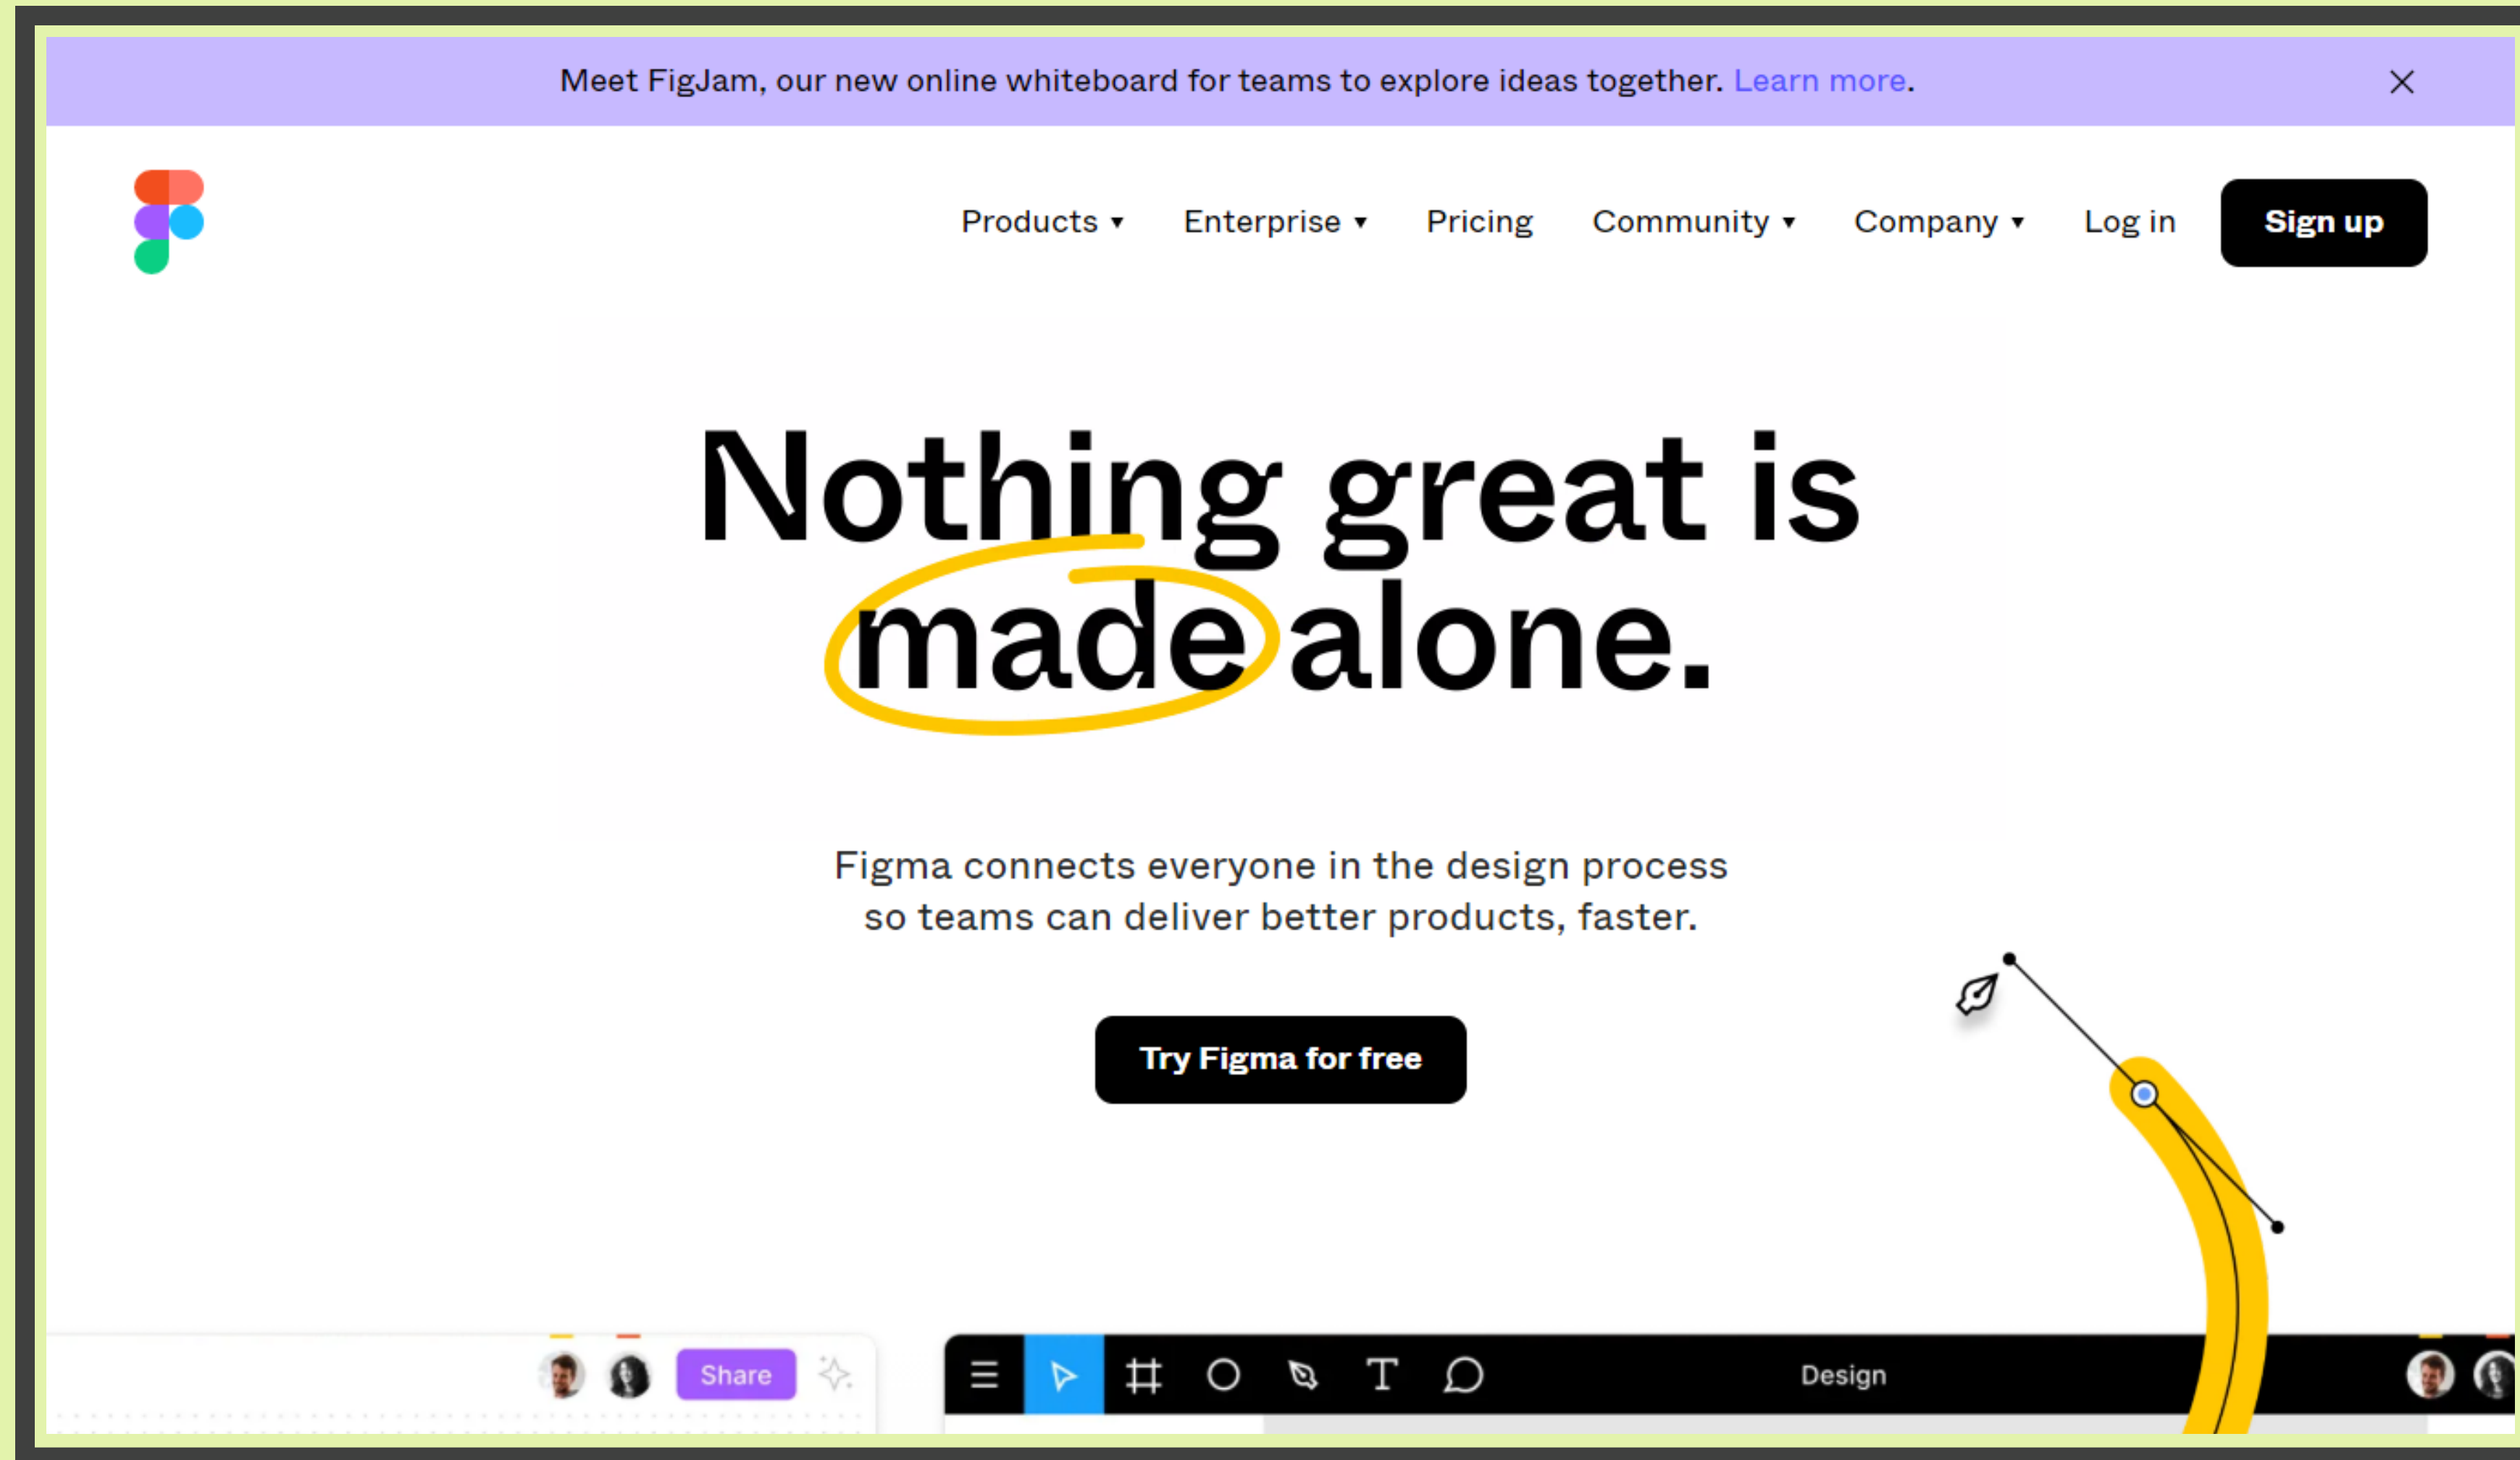 Meet FigJam, our new online whiteboard for teams to explore ideas together. Learn more.
Products Enterprise Pricing Community Company Log in Sign up
Nothing great is
made alone.
Figma connects everyone in the design process
so teams can deliver better products, faster.
Try Figma for free
Share
Design